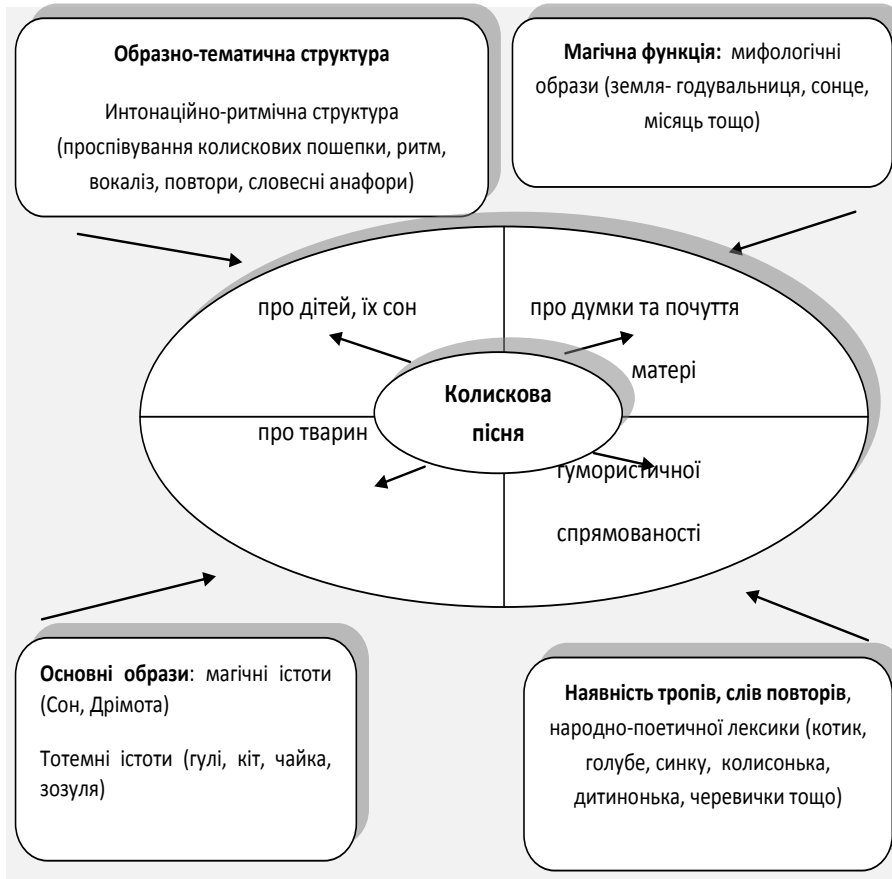 Образно-тематична структура
Интонаційно-ритмічна структура
(проспівування колискових пошепки, ритм,
вокаліз, повтори, словесні анафори)
Магічна функція: мифологічні
образи (земля- годувальниця, сонце,
місяць тощо)
про дітей, їх сон
про думки та почуття
матері
Колискова
пісня
про тварин
гумористичної
спрямованості
Основні образи: магічні істоти
(Сон, Дрімота)
Тотемні істоти (гулі, кіт, чайка,
зозуля)
Наявність тропів, слів повторів,
народно-поетичної лексики (котик,
голубе, синку, колисонька,
дитинонька, черевички тощо)